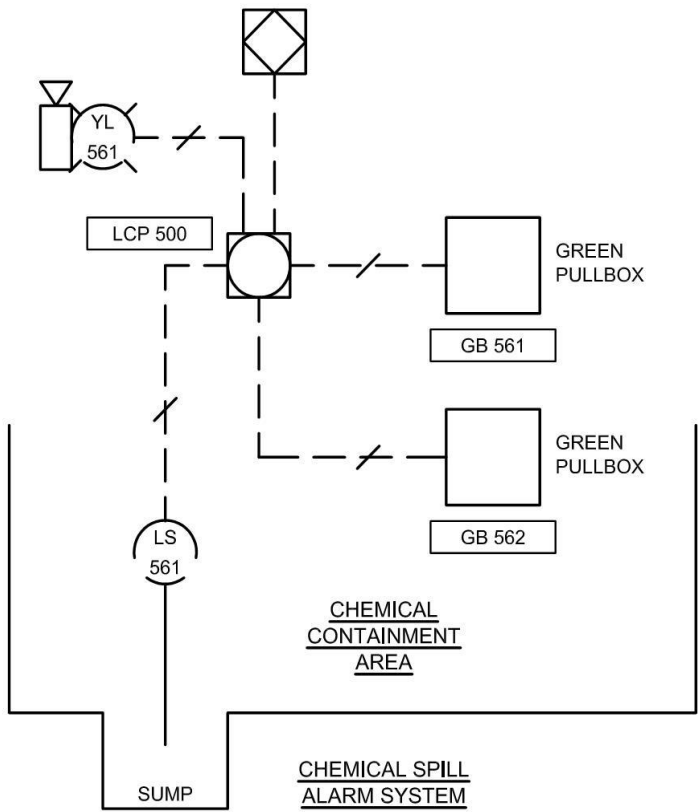 YL
561
LCP 500
GREEN
PULLBOX
GB 561
GREEN
PULLBOX
GB 562
LS
561
CHEMICAL
CONTAINMENT
AREA
SUMP
CHEMICAL SPILL
ALARM SYSTEM